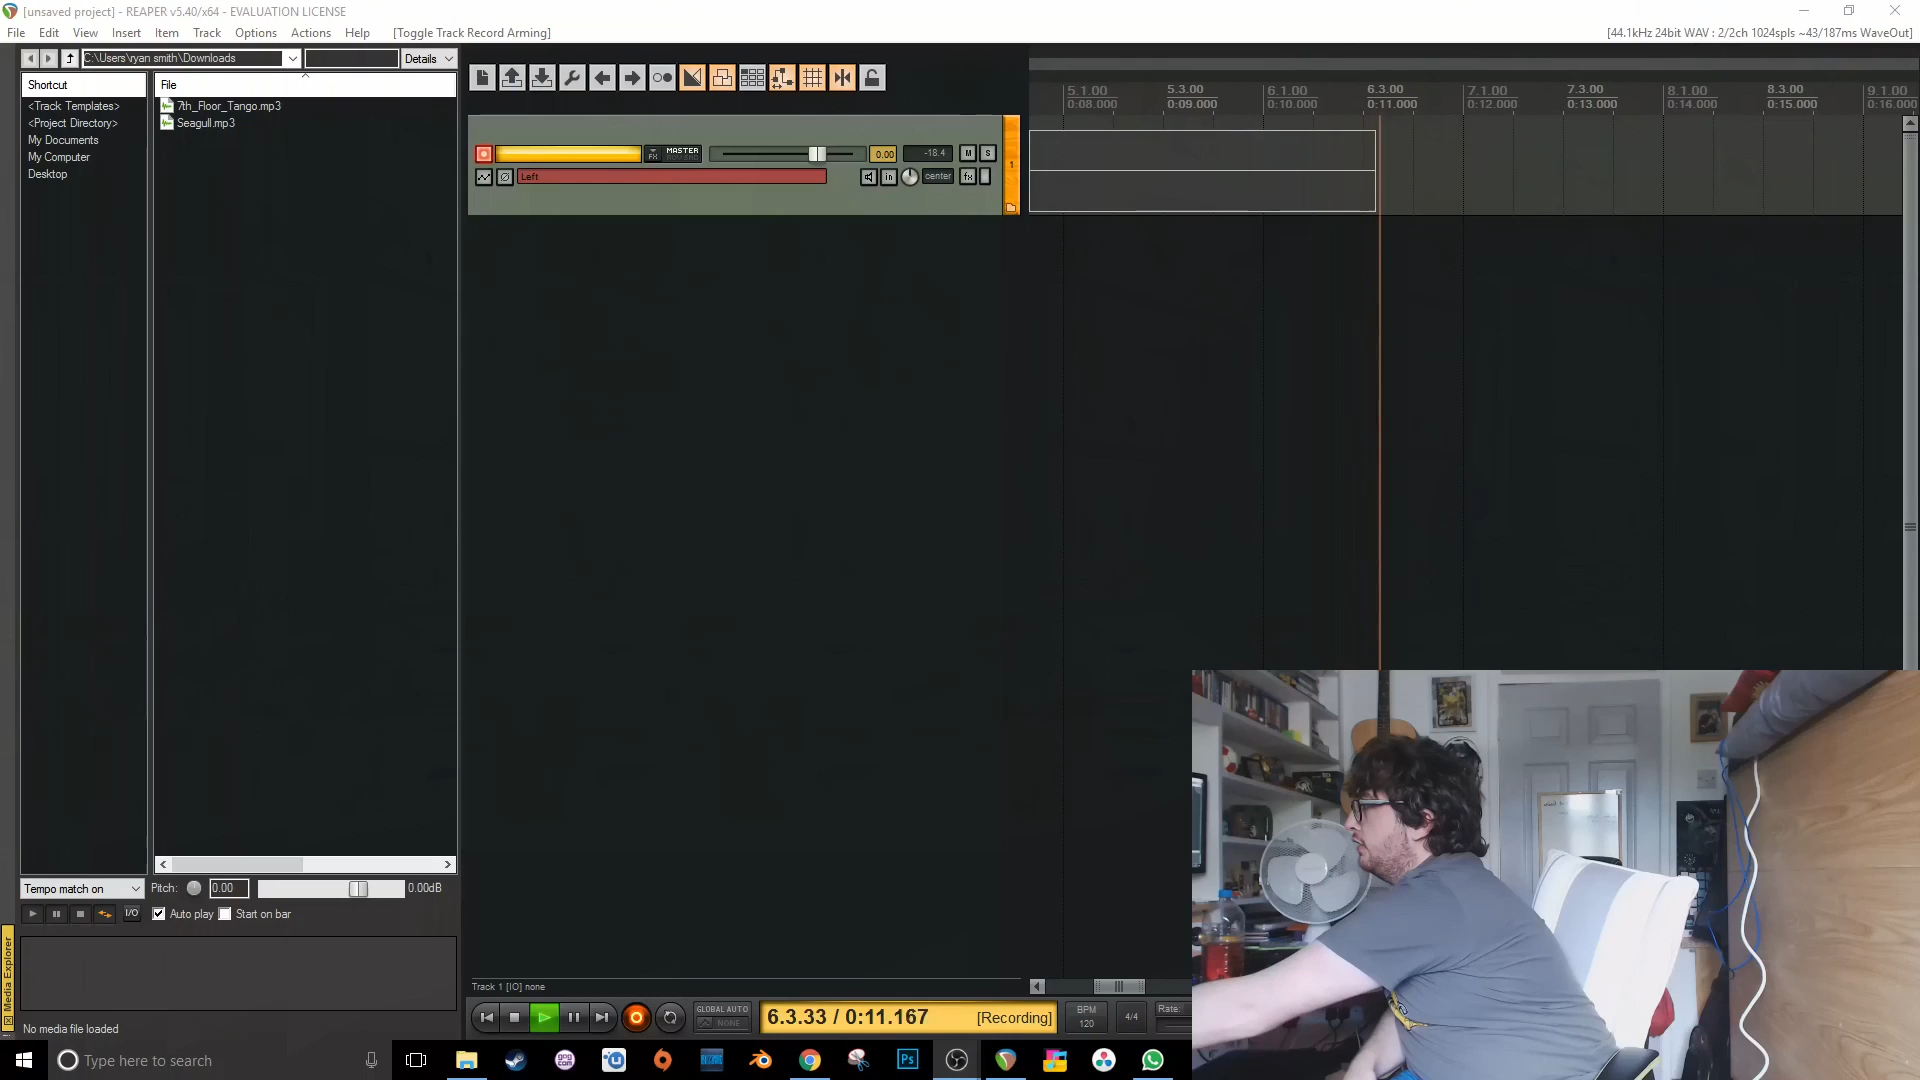 [unsaved project] - REAPER v5.40/x64 - EVALUATION LICENSE
File Edit View Insert Item Track Options Actions Help [Toggle Track Record Arming] [44.1kHz 24bit WAV : 2/2ch 1024spls ~43/187ms WaveOut]
C:\Users\ryan smith\Downloads Details
Shortcut
<Track Templates>
<Project Directory>
My Documents
My Computer
Desktop
File
7th_Floor_Tango.mp3
Seagull.mp3
5.1.00 5.3.00 6.1.00 6.3.00 7.1.00 7.3.00 8.1.00 8.3.00 9.1.00
0:08.000 0:09.000 0:10.000 0:11.000 0:12.000 0:13.000 0:14.000 0:15.000 0:16.000
FX MASTER 0.00 -18.4 M S
Left in center fx
1
Tempo match on Pitch: 0.00 0.00dB
I/O Auto play Start on bar
Media Explorer
No media file loaded
Track 1 [IO] none
GLOBAL AUTO
NONE
6.3.33 / 0:11.167 [Recording]
BPM
120
4/4
Rate:
Type here to search
gog
com
Ps